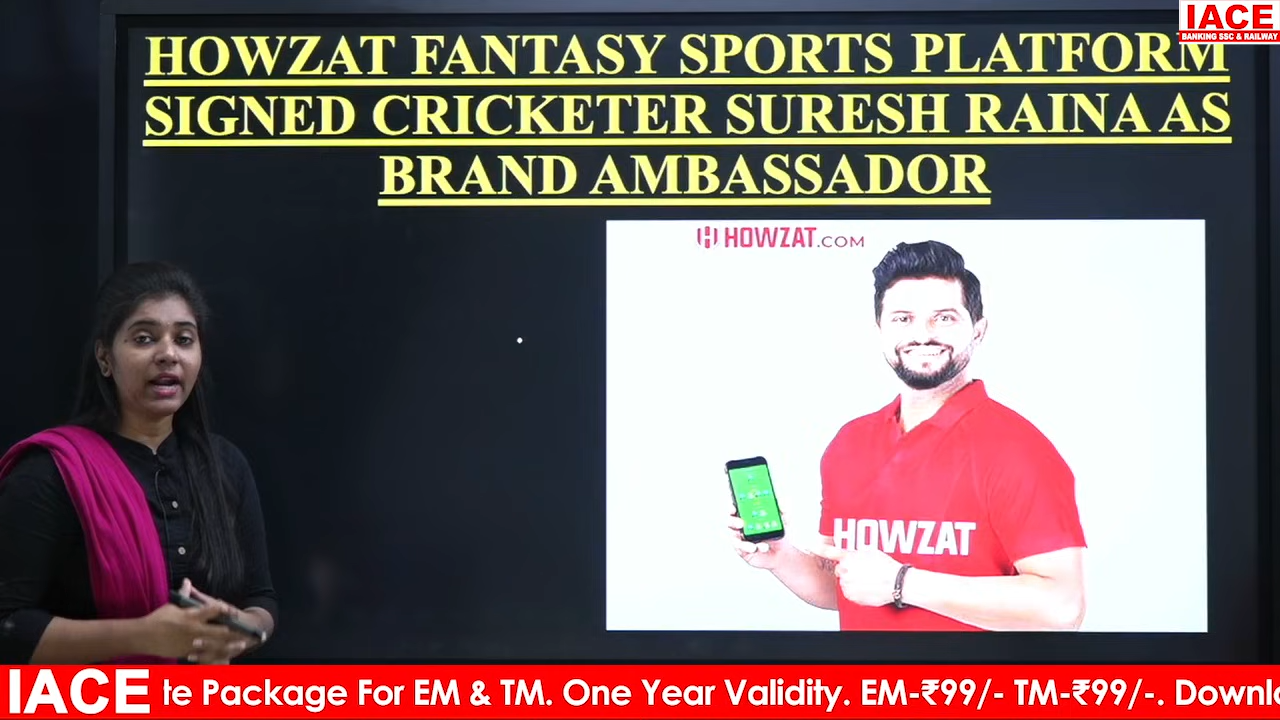 IACE
BANKING SSC & RAILWAY
HOWZAT FANTASY SPORTS PLATFORM
SIGNED CRICKETER SURESH RAINA AS
BRAND AMBASSADOR
HOWZAT.COM
HOWZAT
IACE te Package For EM & TM. One Year Validity. EM-₹99/- TM-₹99/-. Downlo